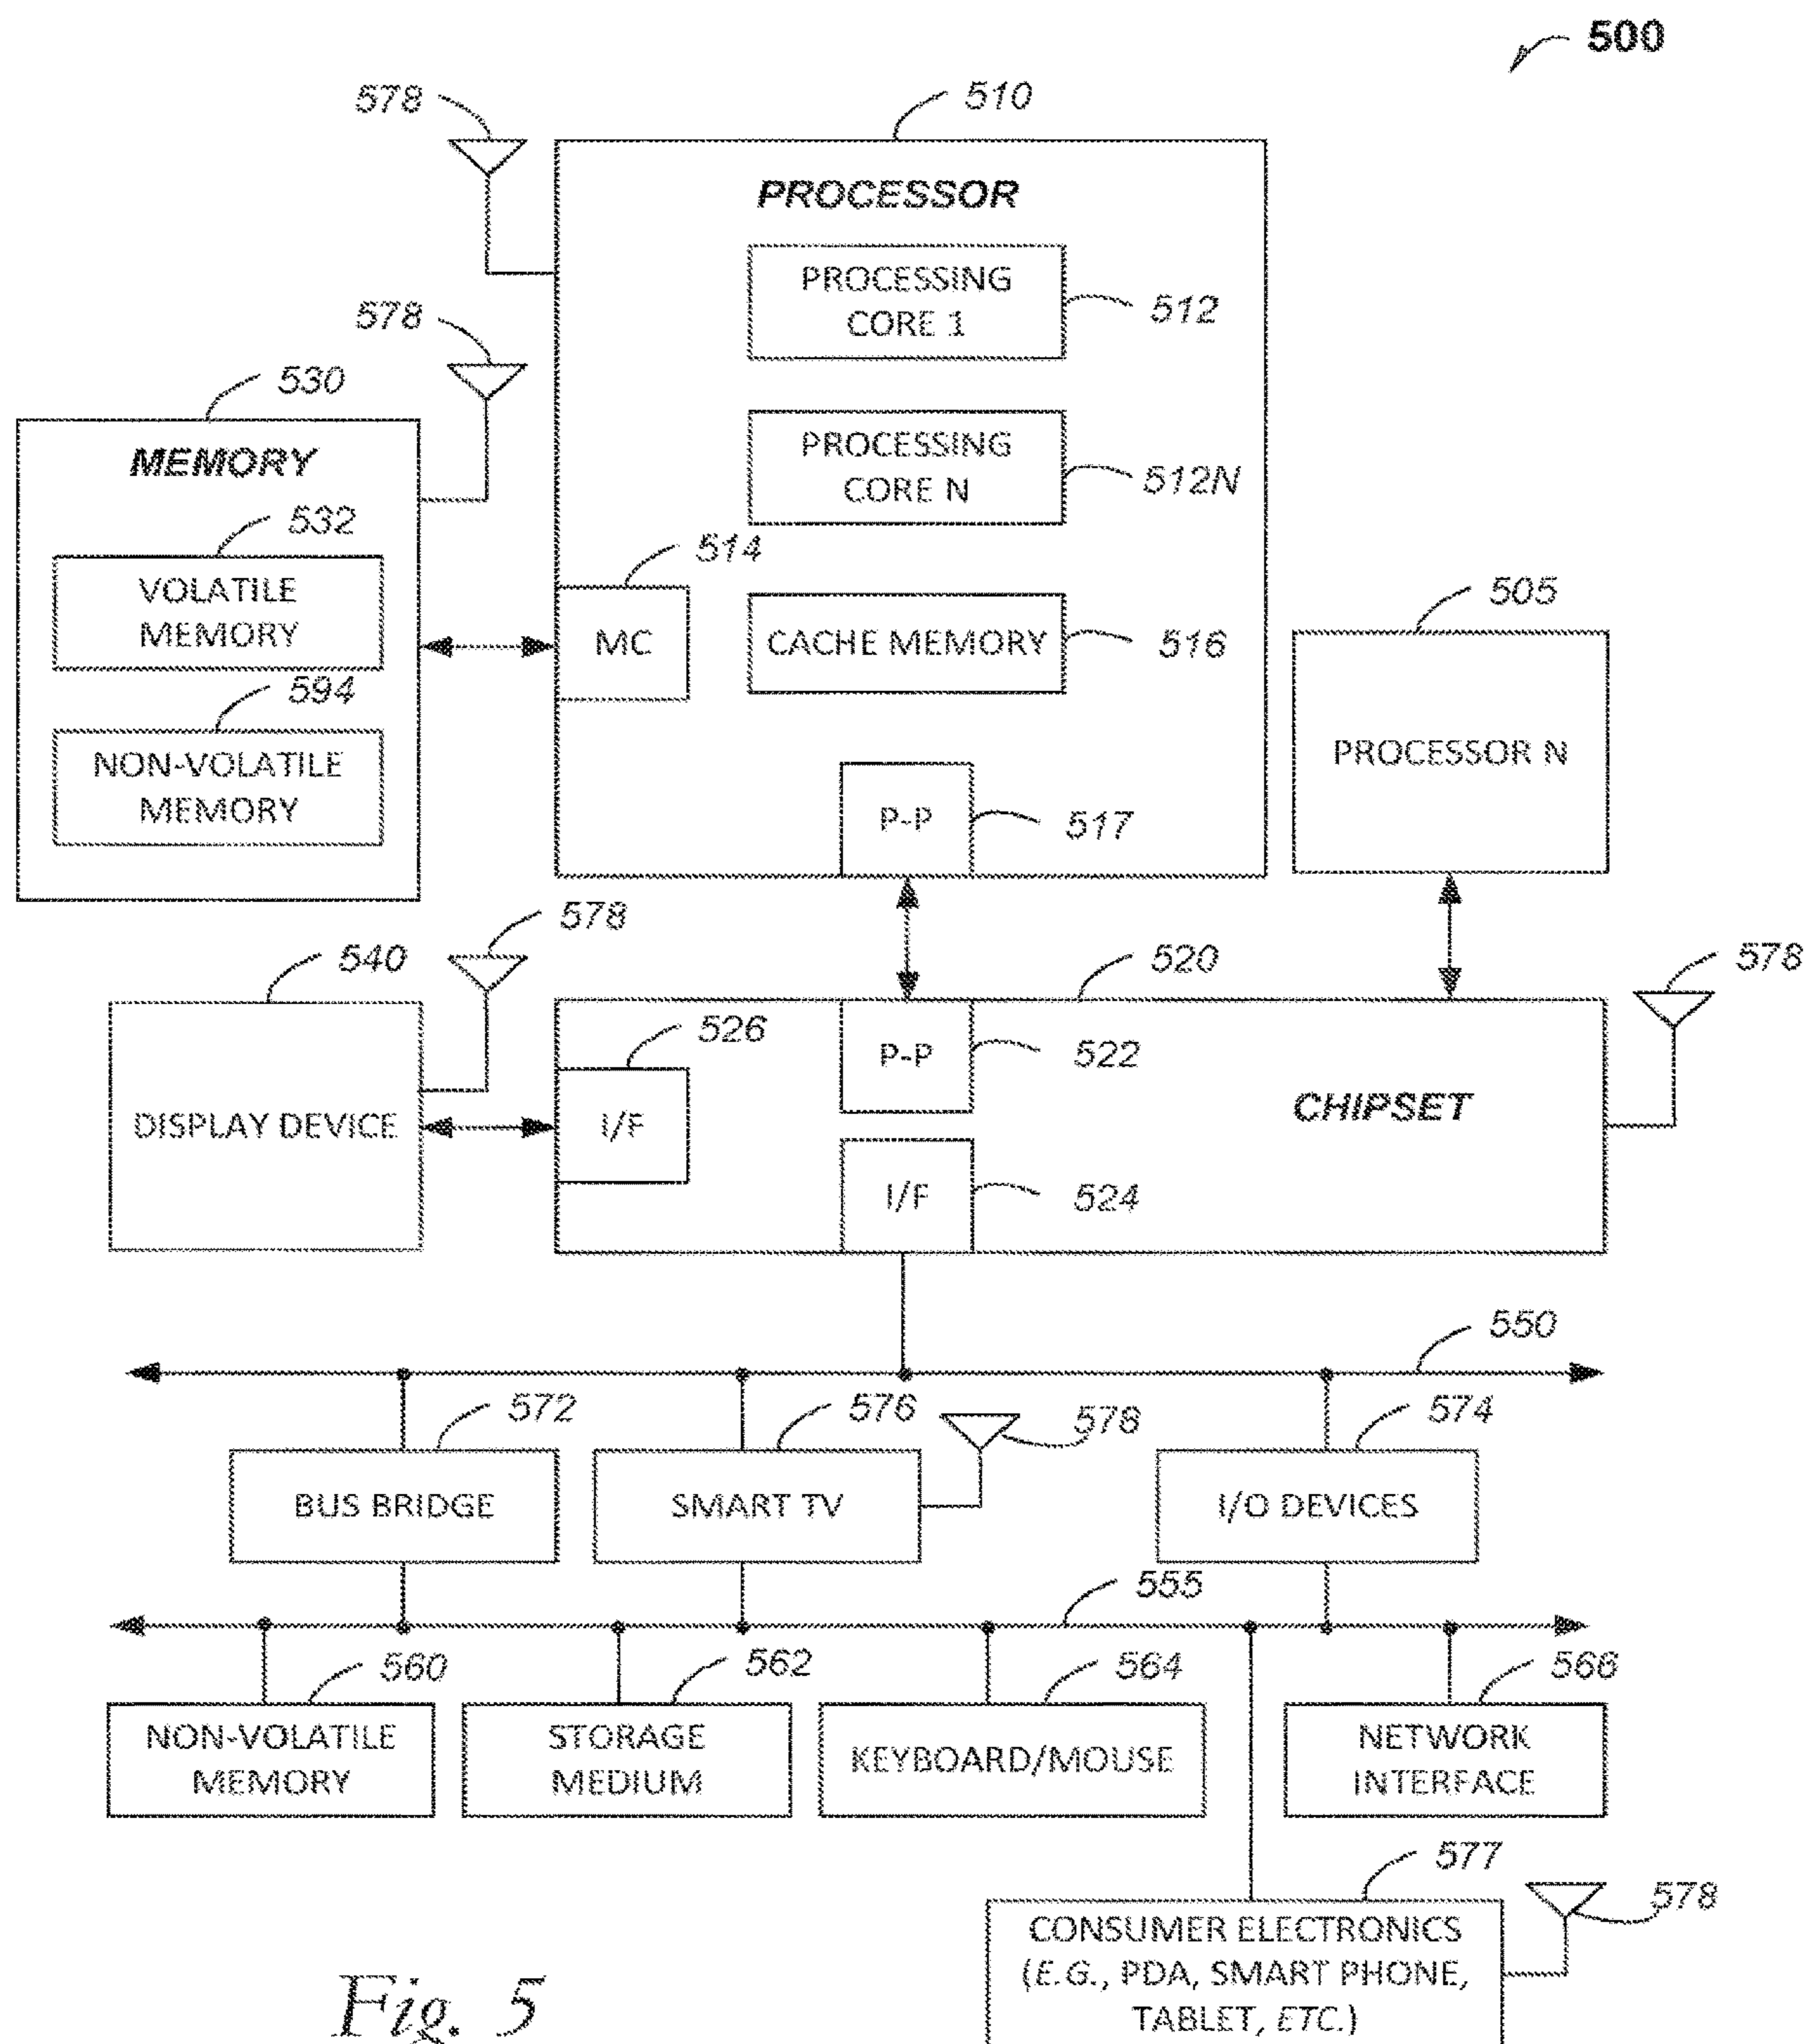 500
578
510
PROCESSOR
PROCESSING
CORE 1
512
578
530
MEMORY
PROCESSING
CORE N
512N
532
VOLATILE
MEMORY
514
MC
CACHE MEMORY
516
505
PROCESSOR N
594
NON-VOLATILE
MEMORY
P-P
517
578
540
520
578
526
P-P
522
DISPLAY DEVICE
I/F
CHIPSET
I/F
524
550
572
576
578
574
BUS BRIDGE
SMART TV
I/O DEVICES
555
560
562
564
566
NON-VOLATILE
MEMORY
STORAGE
MEDIUM
KEYBOARD/MOUSE
NETWORK
INTERFACE
577
578
CONSUMER ELECTRONICS
(E.G., PDA, SMART PHONE,
TABLET, ETC.)
Fig. 5